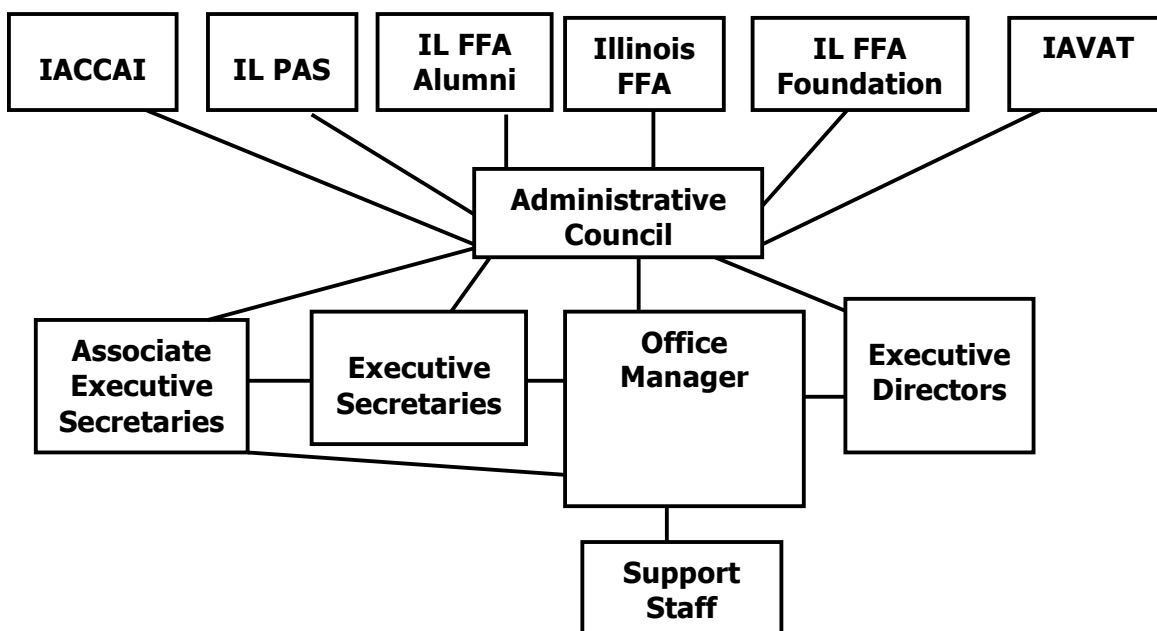 IACCAI
IL PAS
IL FFA
Alumni
Illinois
FFA
IL FFA
Foundation
IAVAT
Administrative
Council
Associate
Executive
Secretaries
Executive
Secretaries
Office
Manager
Executive
Directors
Support
Staff